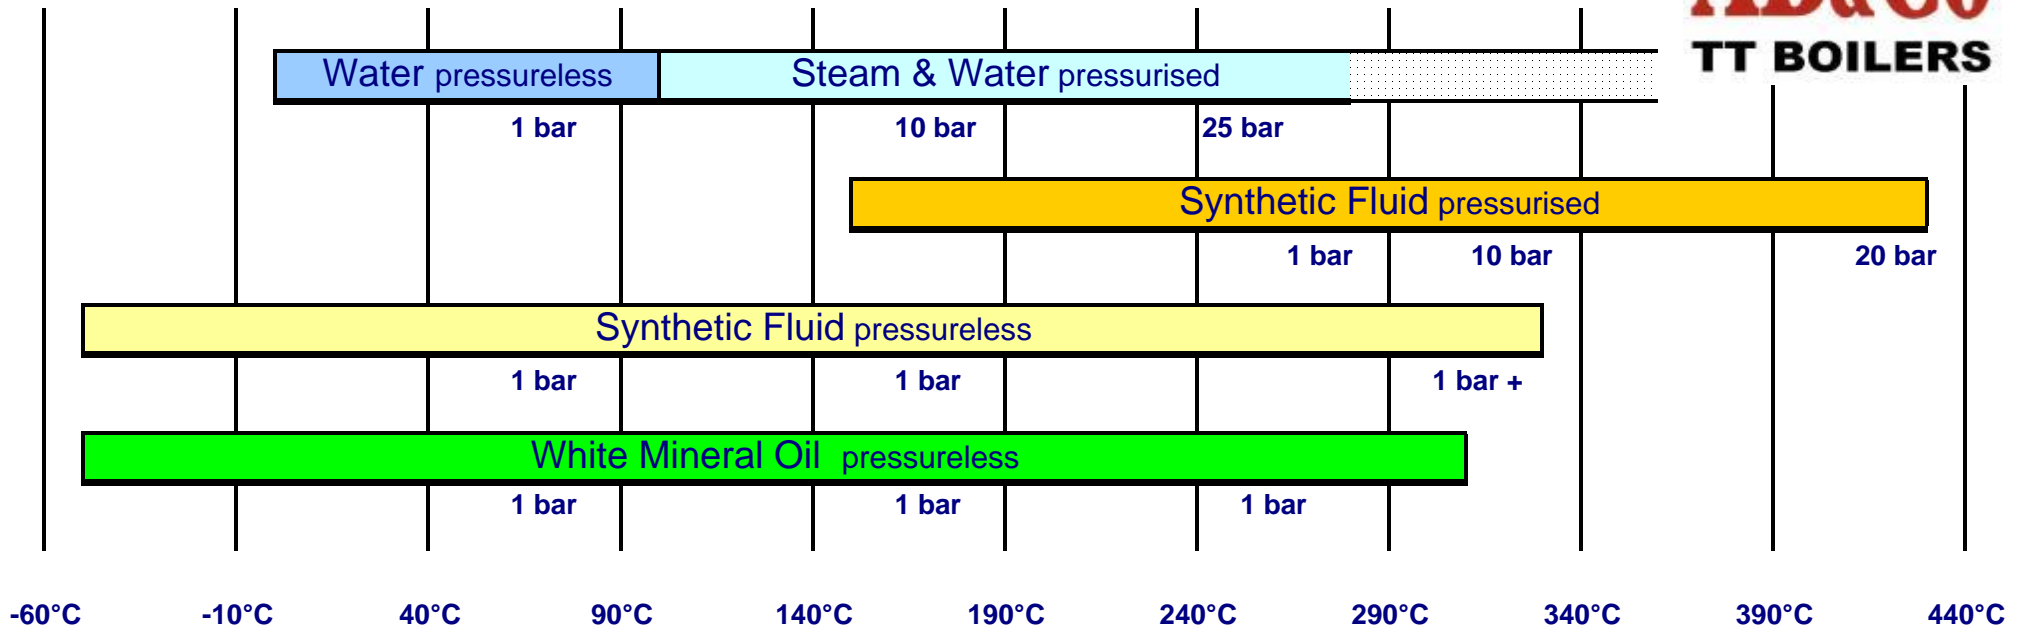 TT BOILERS
Water pressureless Steam & Water pressurised
1 bar 10 bar 25 bar
Synthetic Fluid pressurised
1 bar 10 bar 20 bar
Synthetic Fluid pressureless
1 bar 1 bar 1 bar +
White Mineral Oil pressureless
1 bar 1 bar 1 bar
-60°C -10°C 40°C 90°C 140°C 190°C 240°C 290°C 340°C 390°C 440°C